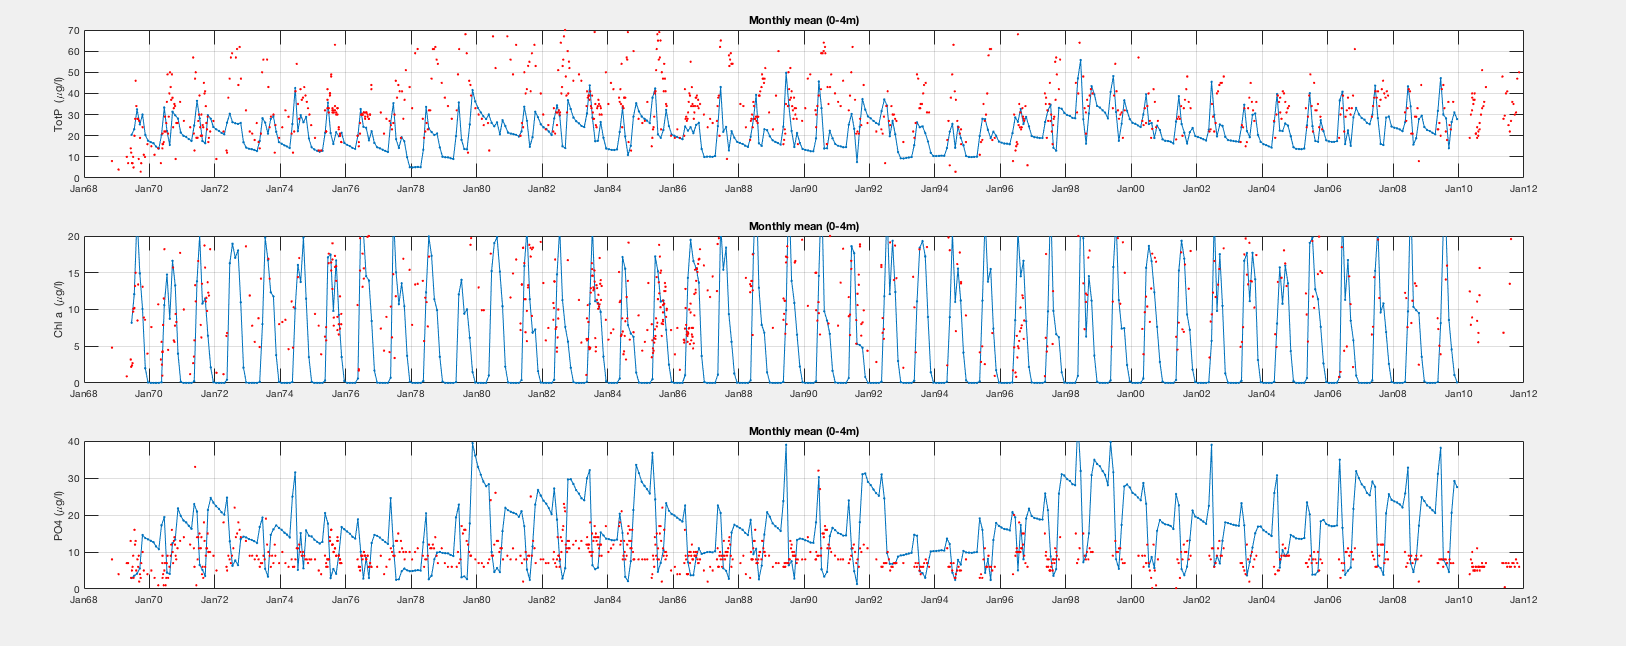 Monthly mean (0-4m)
70
60
50
40
30
20
10
0
TotP (µg/l)
Jan68 Jan70 Jan72 Jan74 Jan76 Jan78 Jan80 Jan82 Jan84 Jan86 Jan88 Jan90 Jan92 Jan94 Jan96 Jan98 Jan00 Jan02 Jan04 Jan06 Jan08 Jan10 Jan12
Monthly mean (0-4m)
20
15
10
5
0
Chl a (µg/l)
Jan68 Jan70 Jan72 Jan74 Jan76 Jan78 Jan80 Jan82 Jan84 Jan86 Jan88 Jan90 Jan92 Jan94 Jan96 Jan98 Jan00 Jan02 Jan04 Jan06 Jan08 Jan10 Jan12
Monthly mean (0-4m)
40
30
20
10
0
PO4 (µg/l)
Jan68 Jan70 Jan72 Jan74 Jan76 Jan78 Jan80 Jan82 Jan84 Jan86 Jan88 Jan90 Jan92 Jan94 Jan96 Jan98 Jan00 Jan02 Jan04 Jan06 Jan08 Jan10 Jan12